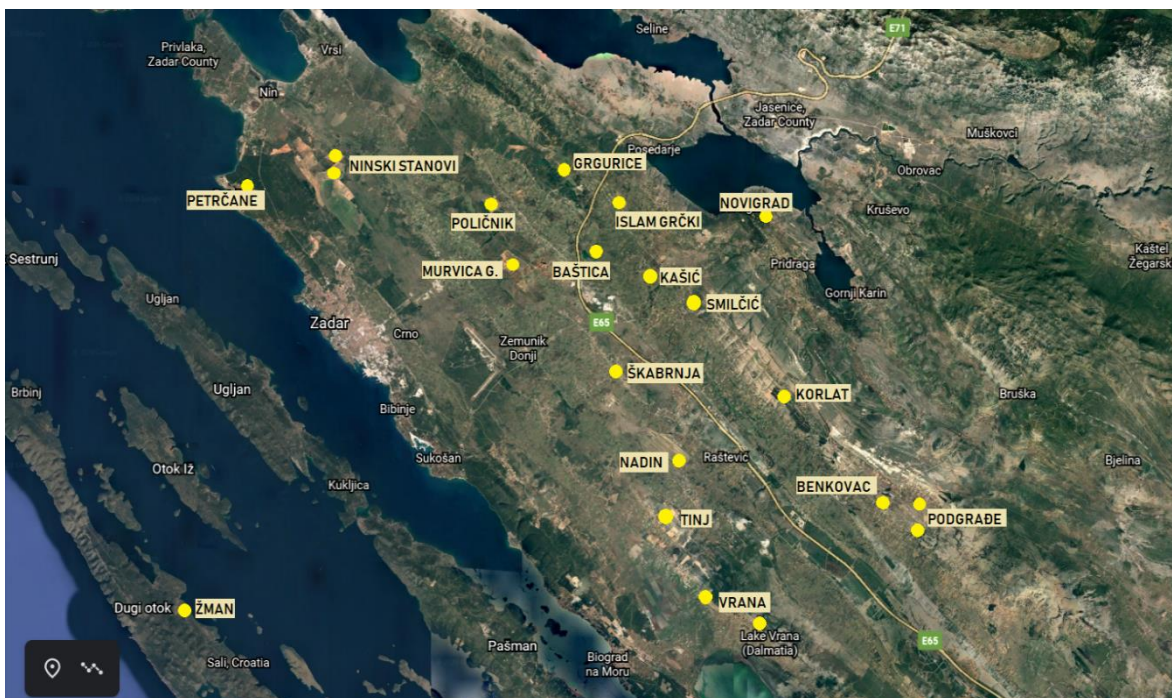 Seline
E71
Privlaka,
Zadar County
Vrsi
Nin
Jasenice,
Zadar County
Muškovci
Posedarje
Obrovac
NINSKI STANOVI
GRGURICE
PETRČANE
POLIČNIK
ISLAM GRČKI
NOVIGRAD
Kruševo
Sestrunj
Kaštel
Žegarsk
MURVICA G.
BAŠTICA
KAŠIĆ
Pridraga
Gornji Karin
Ugljan
SMILČIĆ
Zadar
Crno
E65
Zemunik
Donji
ŠKABRNJA
Brbinj
Ugljan
KORLAT
Bruška
Bibinje
Sukošan
NADIN
Raštević
Bjelina
Otok Iž
Kukljica
BENKOVAC
TINJ
PODGRAĐE
Dugi otok
ŽMAN
VRANA
Lake Vrana
(Dalmatia)
E65
Pašman
Biograd
na Moru
Sali, Croatia